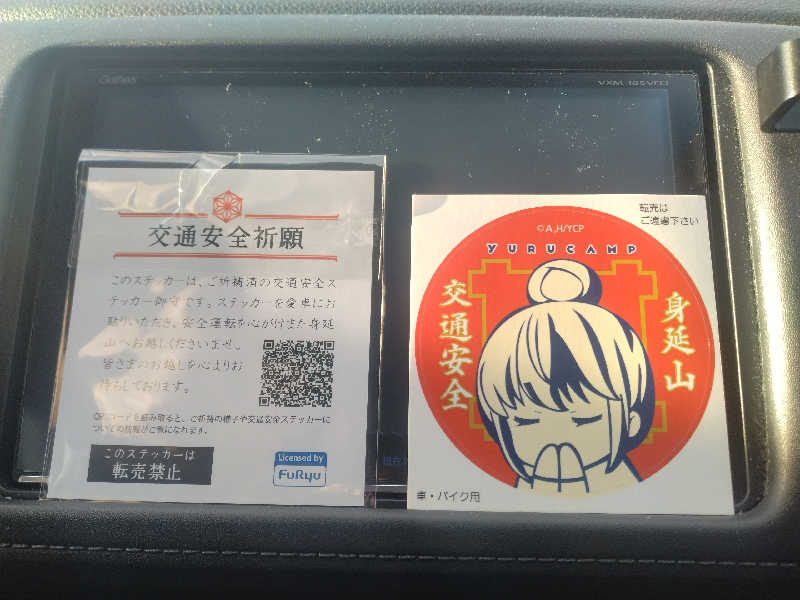 Gathers
VXM-185VFEi
交通安全祈願
このステッカーは、ご祈祷済の交通安全ス
テッカー御守です。ステッカーを愛車にお
貼りいただき、安全運転を心がけまた身延
山へお越しくださいませ。
皆さまのお越しを心よりお
待ちしております。
QRコードを読み取ると、ご祈祷の様子や交通安全ステッカーに
ついての情報がご覧になれます。
このステッカーは
転売禁止
Licensed by
FuRyu
転売は
ご遠慮下さい
©A,H/YCP
YURUCAMP
交通安全
身延山
車・バイク用